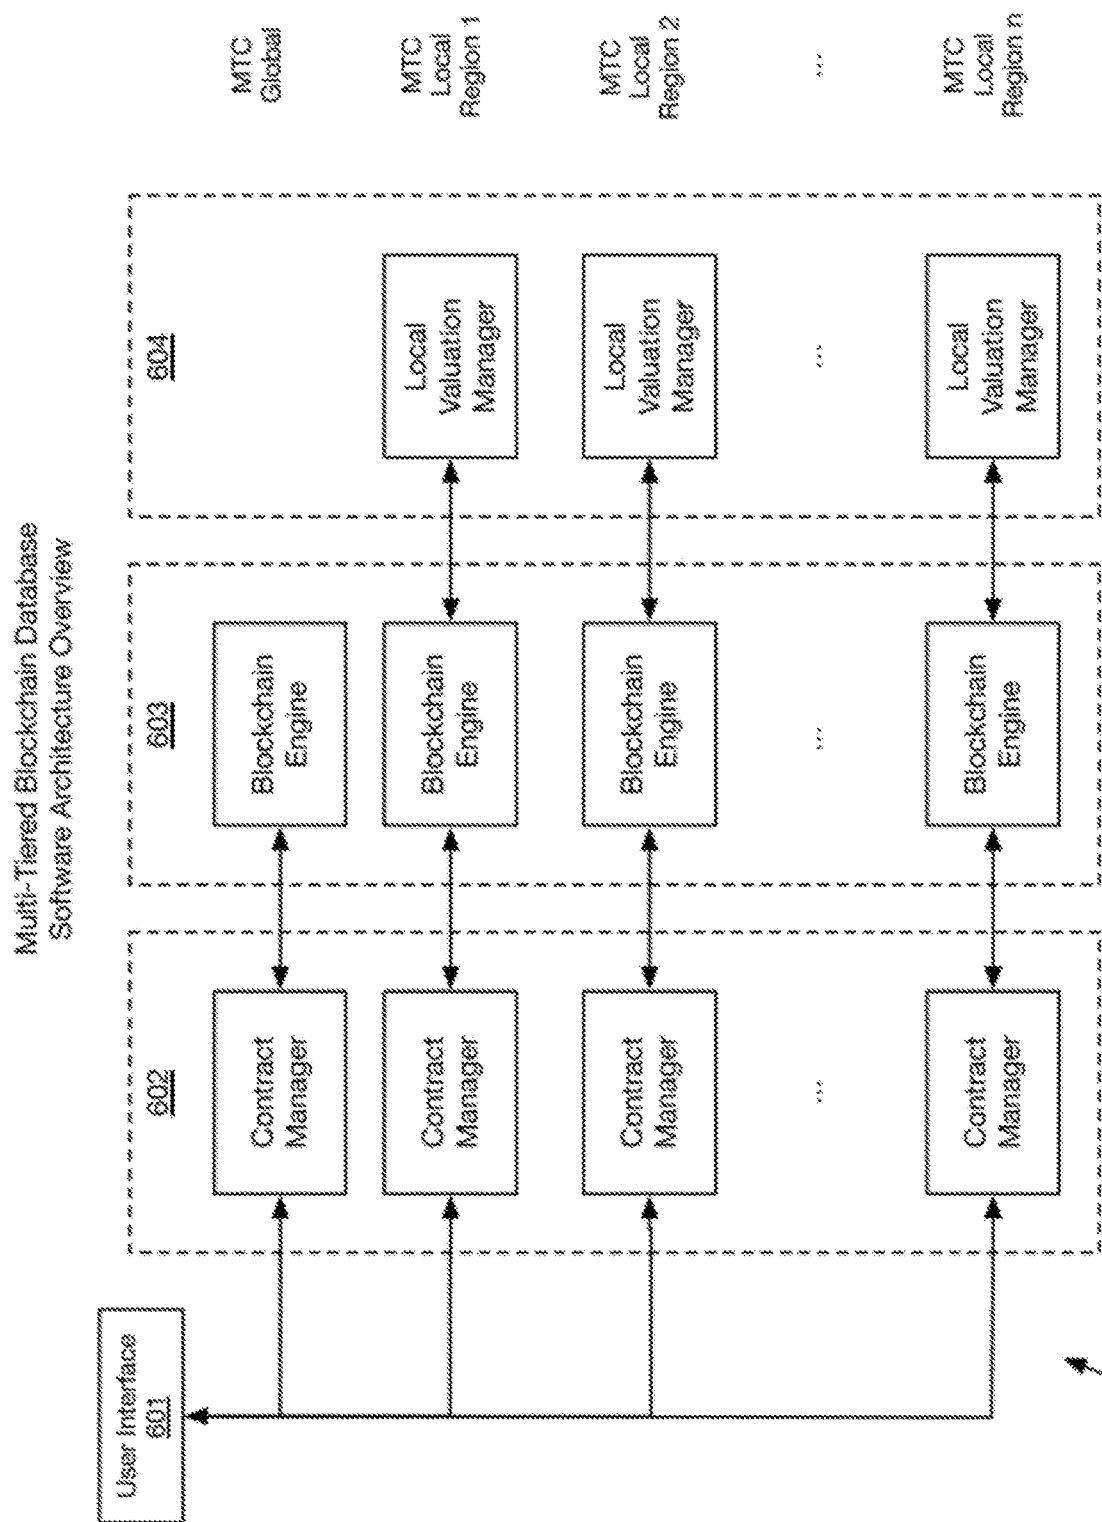 Multi-Tiered Blockchain Database
Software Architecture Overview
User Interface
601
602
603
604
Contract
Manager
Blockchain
Engine
MTC
Global
Contract
Manager
Blockchain
Engine
Local
Valuation
Manager
MTC
Local
Region 1
Contract
Manager
Blockchain
Engine
Local
Valuation
Manager
MTC
Local
Region 2
...
...
...
...
Contract
Manager
Blockchain
Engine
Local
Valuation
Manager
MTC
Local
Region n